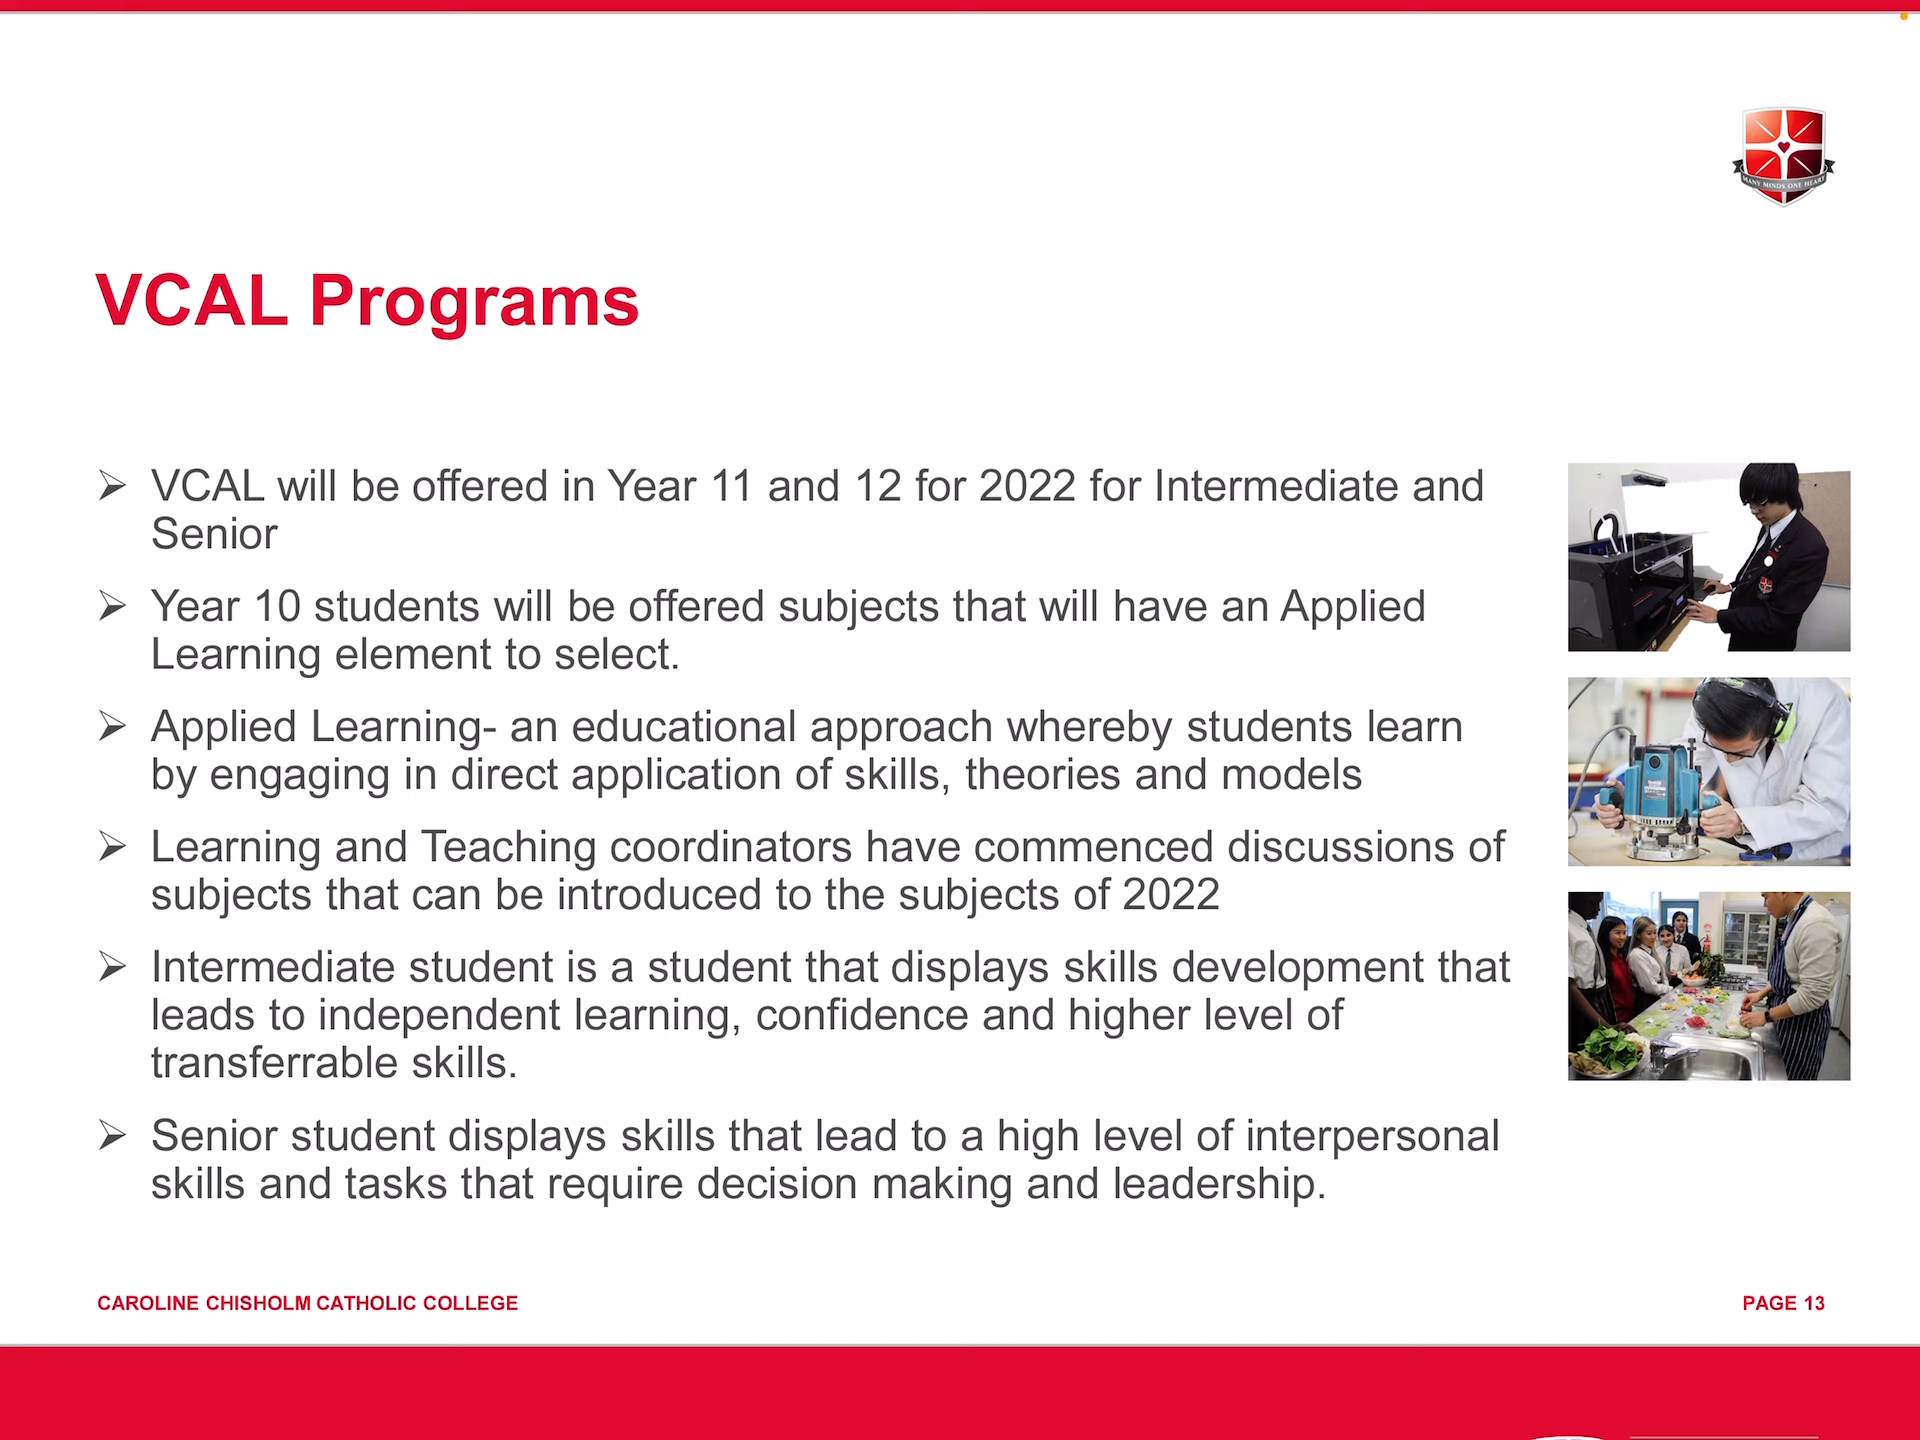 MANY MINDS ONE HEART
VCAL Programs
➢ VCAL will be offered in Year 11 and 12 for 2022 for Intermediate and
Senior
➢ Year 10 students will be offered subjects that will have an Applied
Learning element to select.
➢ Applied Learning- an educational approach whereby students learn
by engaging in direct application of skills, theories and models
➢ Learning and Teaching coordinators have commenced discussions of
subjects that can be introduced to the subjects of 2022
➢ Intermediate student is a student that displays skills development that
leads to independent learning, confidence and higher level of
transferrable skills.
➢ Senior student displays skills that lead to a high level of interpersonal
skills and tasks that require decision making and leadership.
CAROLINE CHISHOLM CATHOLIC COLLEGE
PAGE 13